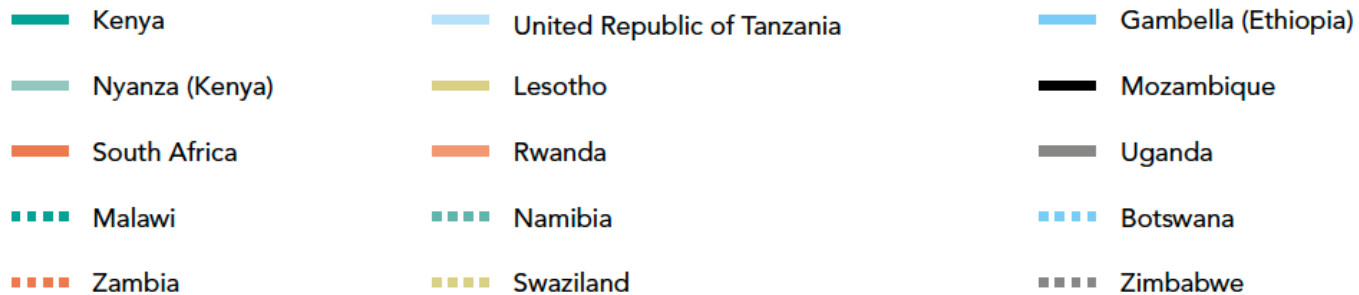 Kenya
United Republic of Tanzania
Gambella (Ethiopia)
Nyanza (Kenya)
Lesotho
Mozambique
South Africa
Rwanda
Uganda
Malawi
Namibia
Botswana
Zambia
Swaziland
Zimbabwe